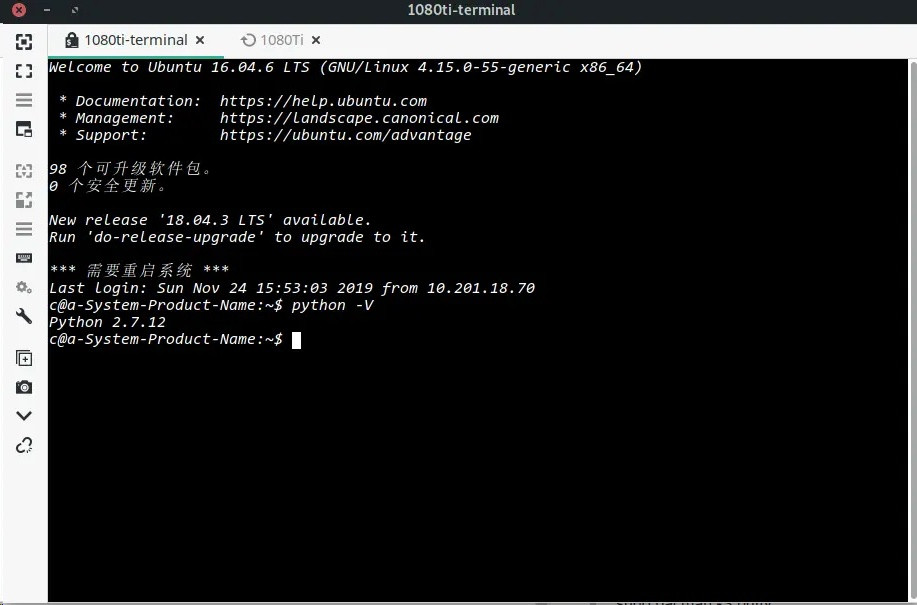 1080ti-terminal
1080ti-terminal 1080Ti
Welcome to Ubuntu 16.04.6 LTS (GNU/Linux 4.15.0-55-generic x86_64)
* Documentation: https://help.ubuntu.com
* Management: https://landscape.canonical.com
* Support: https://ubuntu.com/advantage
98 个可升级软件包。
0 个安全更新。
New release '18.04.3 LTS' available.
Run 'do-release-upgrade' to upgrade to it.
*** 需要重启系统 ***
Last login: Sun Nov 24 15:53:03 2019 from 10.201.18.70
c@a-System-Product-Name:~$ python -V
Python 2.7.12
c@a-System-Product-Name:~$